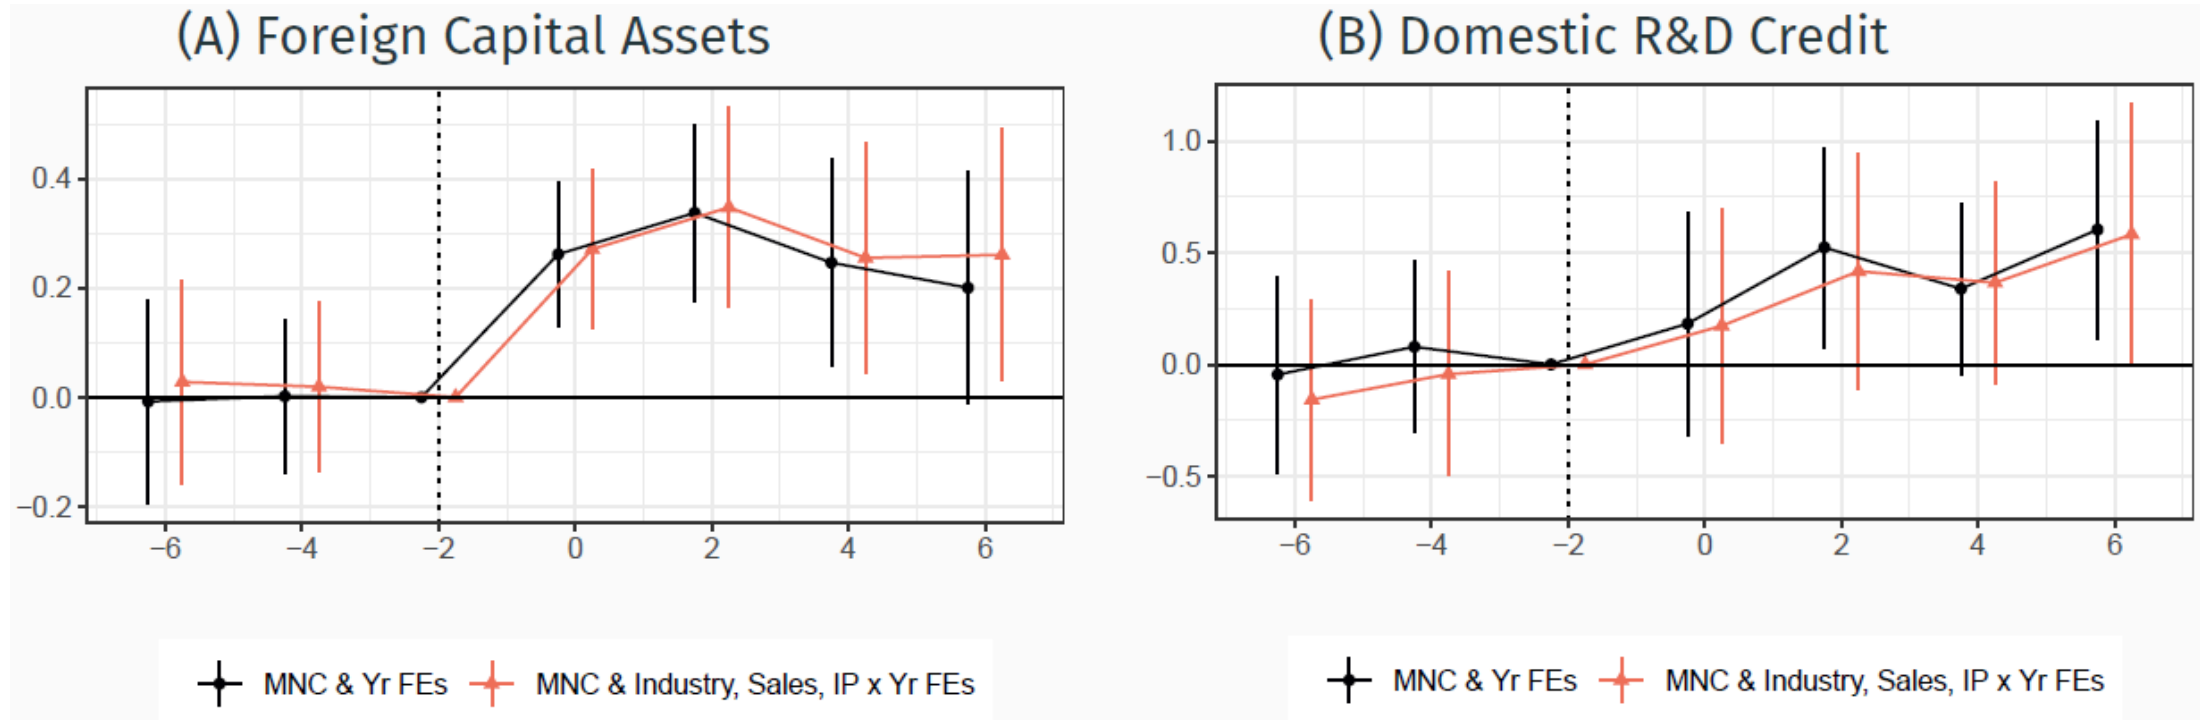 (A) Foreign Capital Assets
0.4
0.2
0.0
−0.2
−6 −4 −2 0 2 4 6
MNC & Yr FEs MNC & Industry, Sales, IP x Yr FEs
(B) Domestic R&D Credit
1.0
0.5
0.0
−0.5
−6 −4 −2 0 2 4 6
MNC & Yr FEs MNC & Industry, Sales, IP x Yr FEs